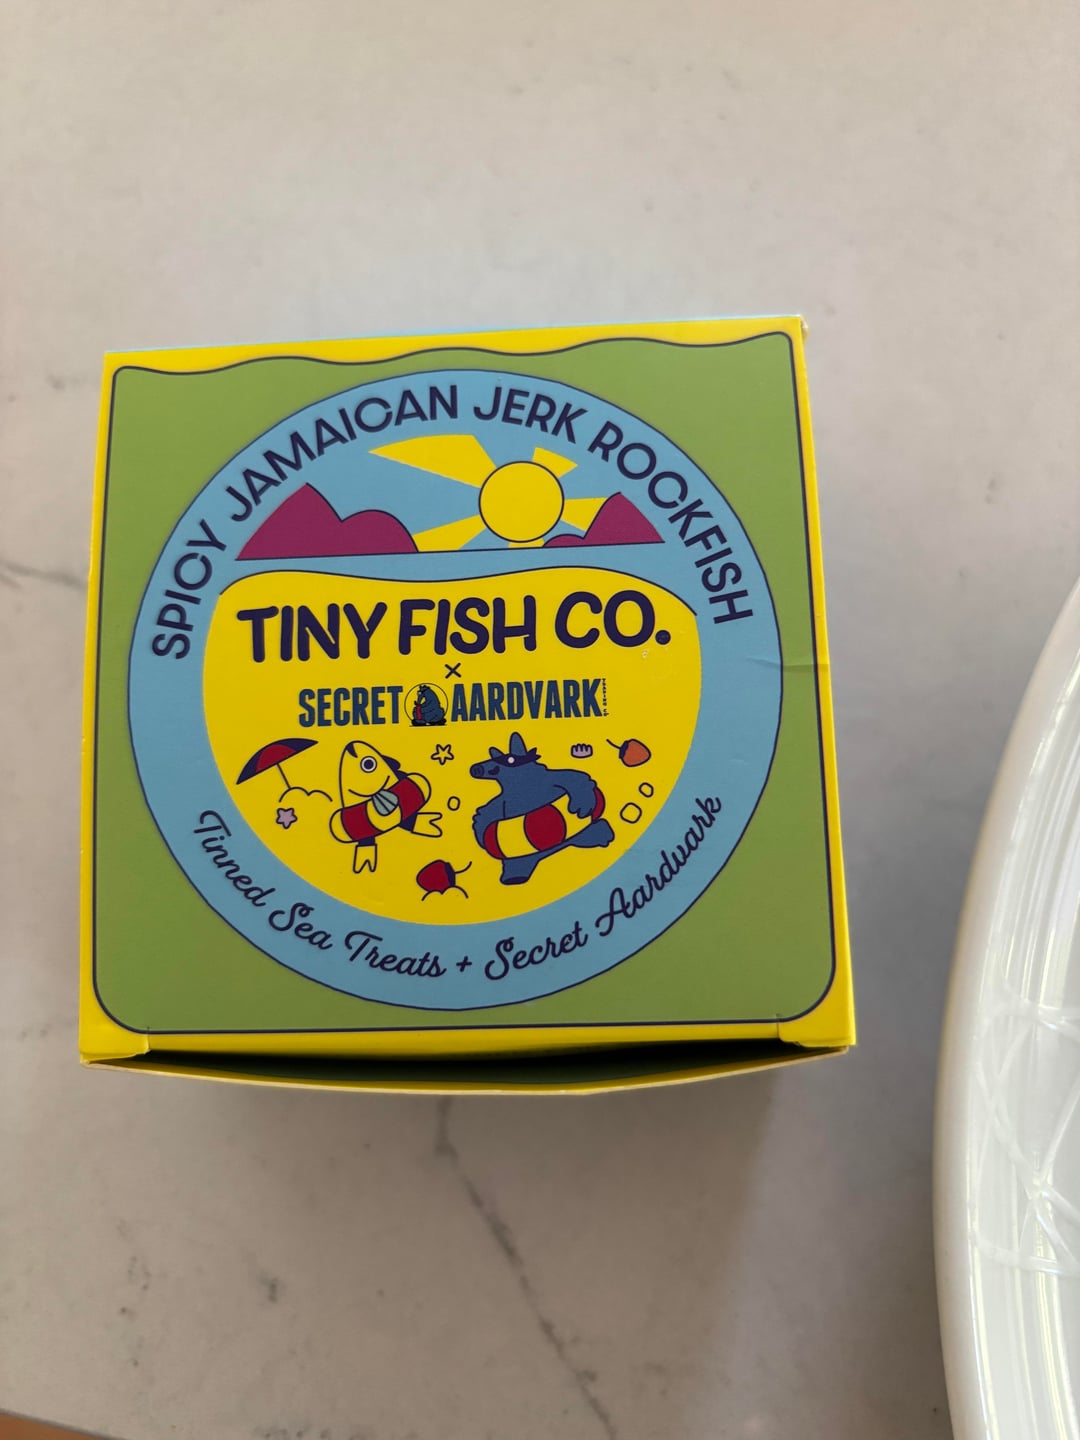 SPICY JAMAICAN JERK ROCKFISH
TINY FISH CO.
×
SECRET AARDVARK
Tinned Sea Treats + Secret Aardvark